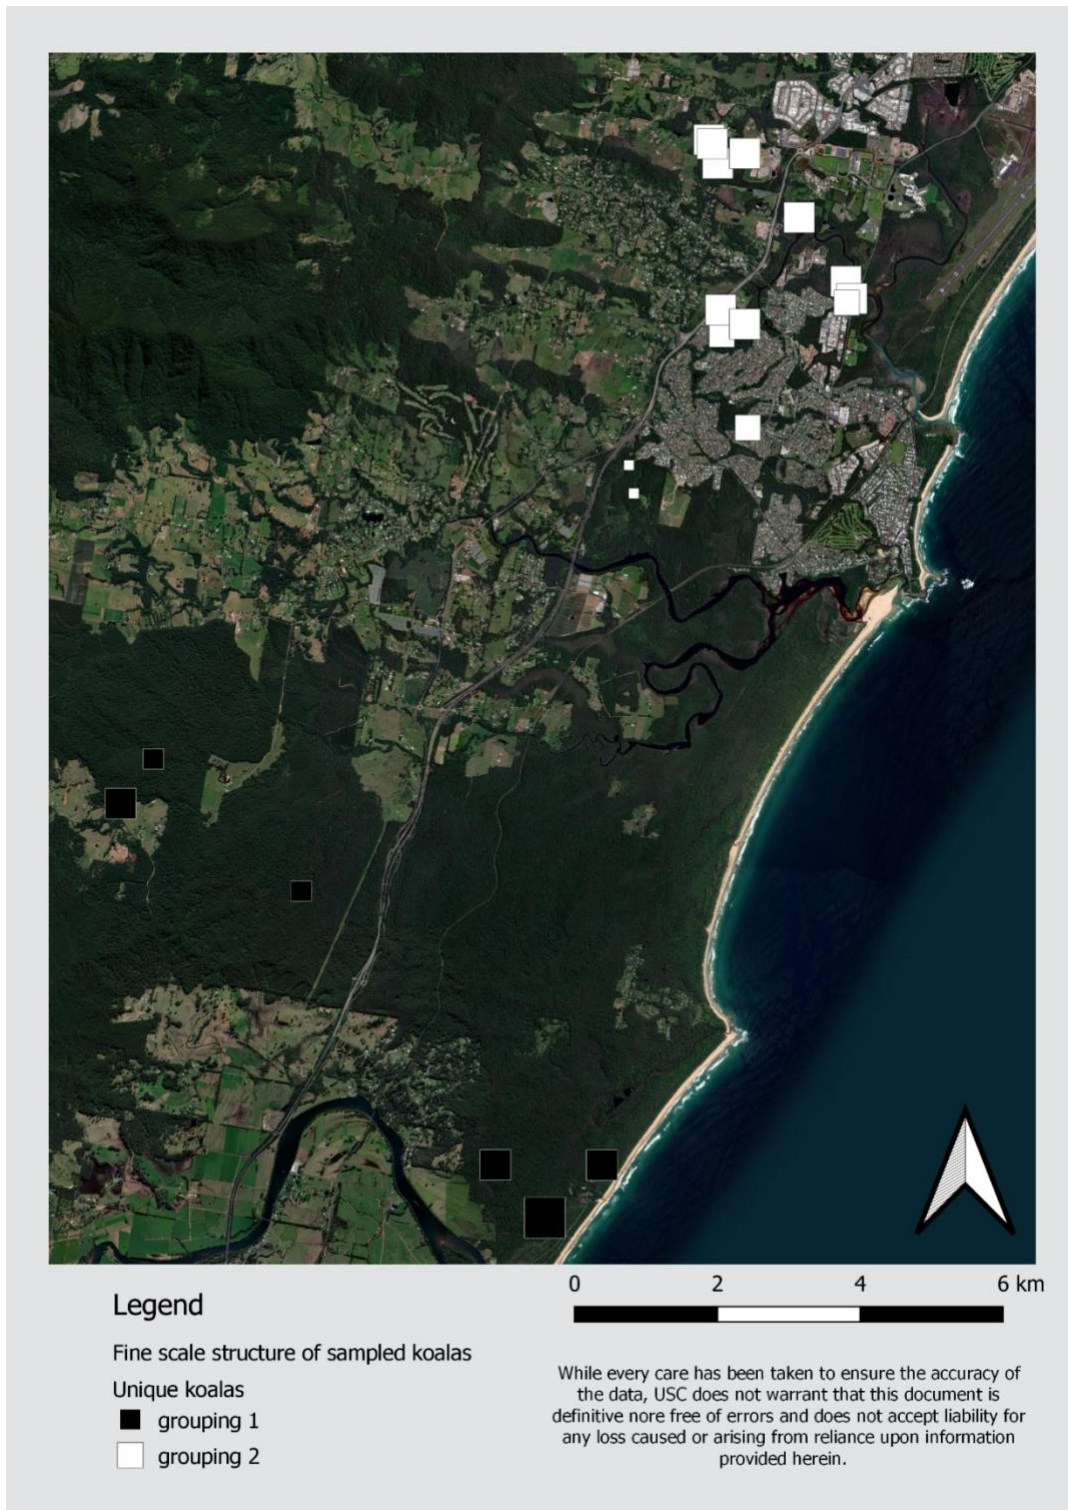 0 2 4 6 km
Legend
Fine scale structure of sampled koalas
Unique koalas
grouping 1
grouping 2
While every care has been taken to ensure the accuracy of
the data, USC does not warrant that this document is
definitive nore free of errors and does not accept liability for
any loss caused or arising from reliance upon information
provided herein.